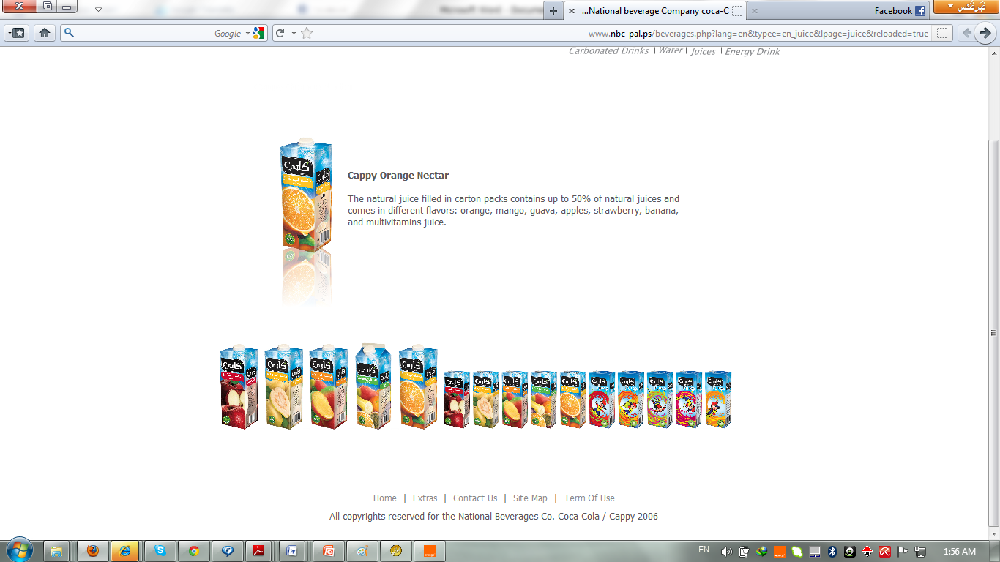 فَيَرفُكس
...National beverage Company coca-C
Facebook
Google
www.nbc-pal.ps/beverages.php?lang=en&typee=en_juice&lpage=juice&reloaded=true
Carbonated Drinks | Water | Juices | Energy Drink
Cappy Orange Nectar
The natural juice filled in carton packs contains up to 50% of natural juices and
comes in different flavors: orange, mango, guava, apples, strawberry, banana,
and multivitamins juice.
كابي
كابي
Home | Extras | Contact Us | Site Map | Term Of Use
All copyrights reserved for the National Beverages Co. Coca Cola / Cappy 2006
EN
1:56 AM